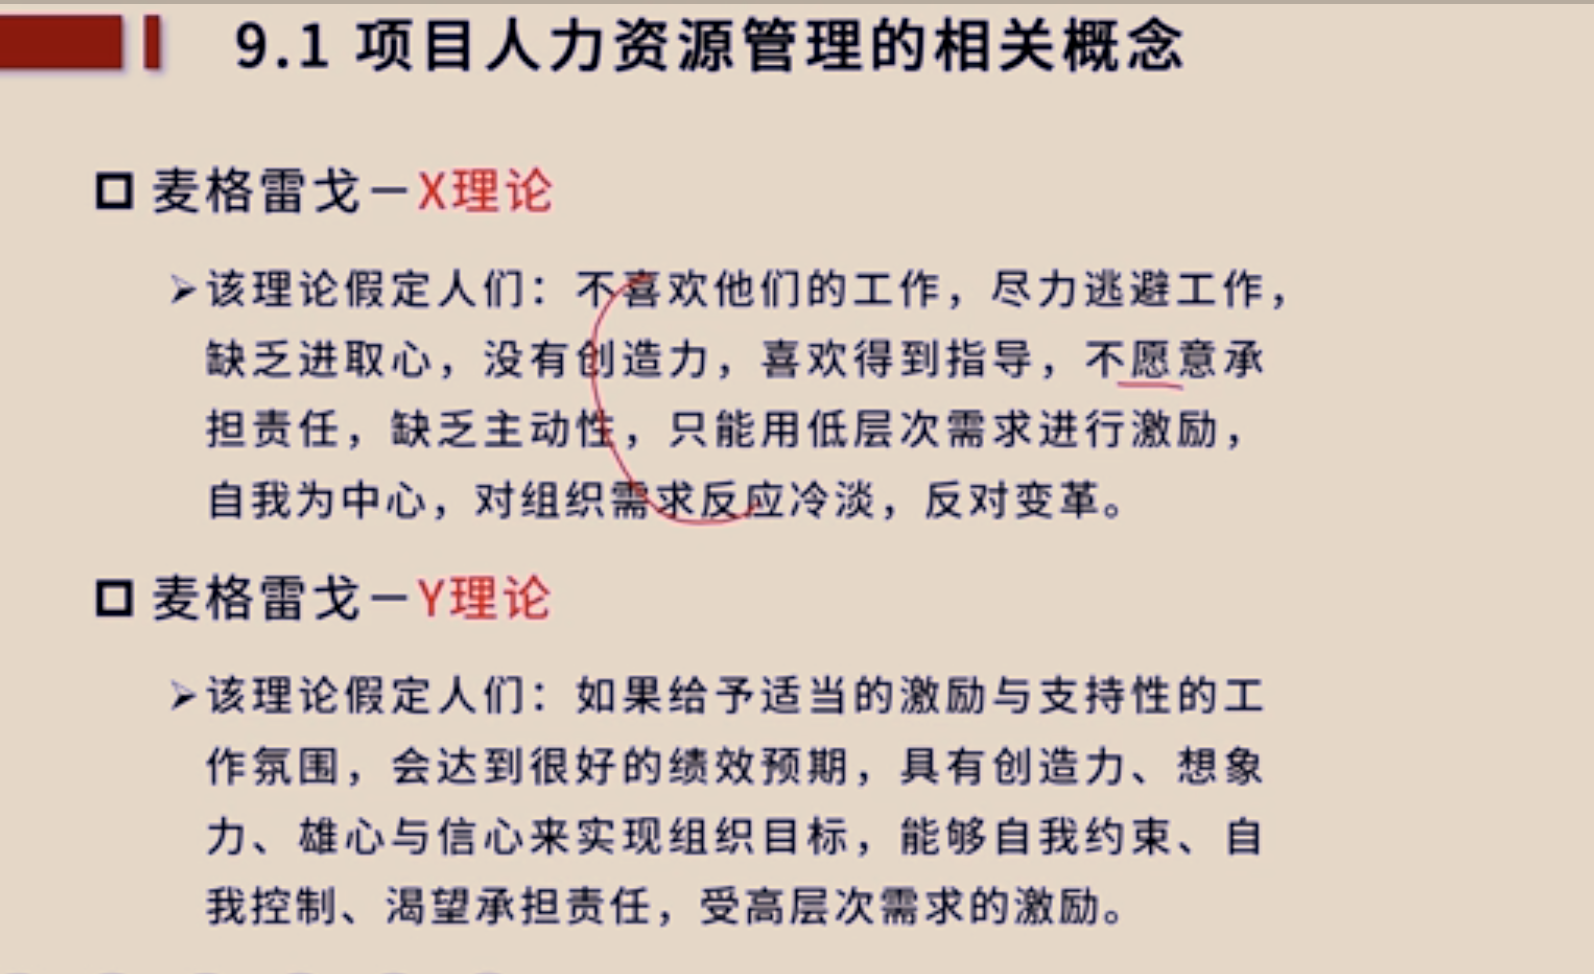 9.1 项目人力资源管理的相关概念
麦格雷戈－X理论
该理论假定人们：不喜欢他们的工作，尽力逃避工作，
缺乏进取心，没有创造力，喜欢得到指导，不愿意承
担责任，缺乏主动性，只能用低层次需求进行激励，
自我为中心，对组织需求反应冷淡，反对变革。
麦格雷戈－Y理论
该理论假定人们：如果给予适当的激励与支持性的工
作氛围，会达到很好的绩效预期，具有创造力、想象
力、雄心与信心来实现组织目标，能够自我约束、自
我控制、渴望承担责任，受高层次需求的激励。